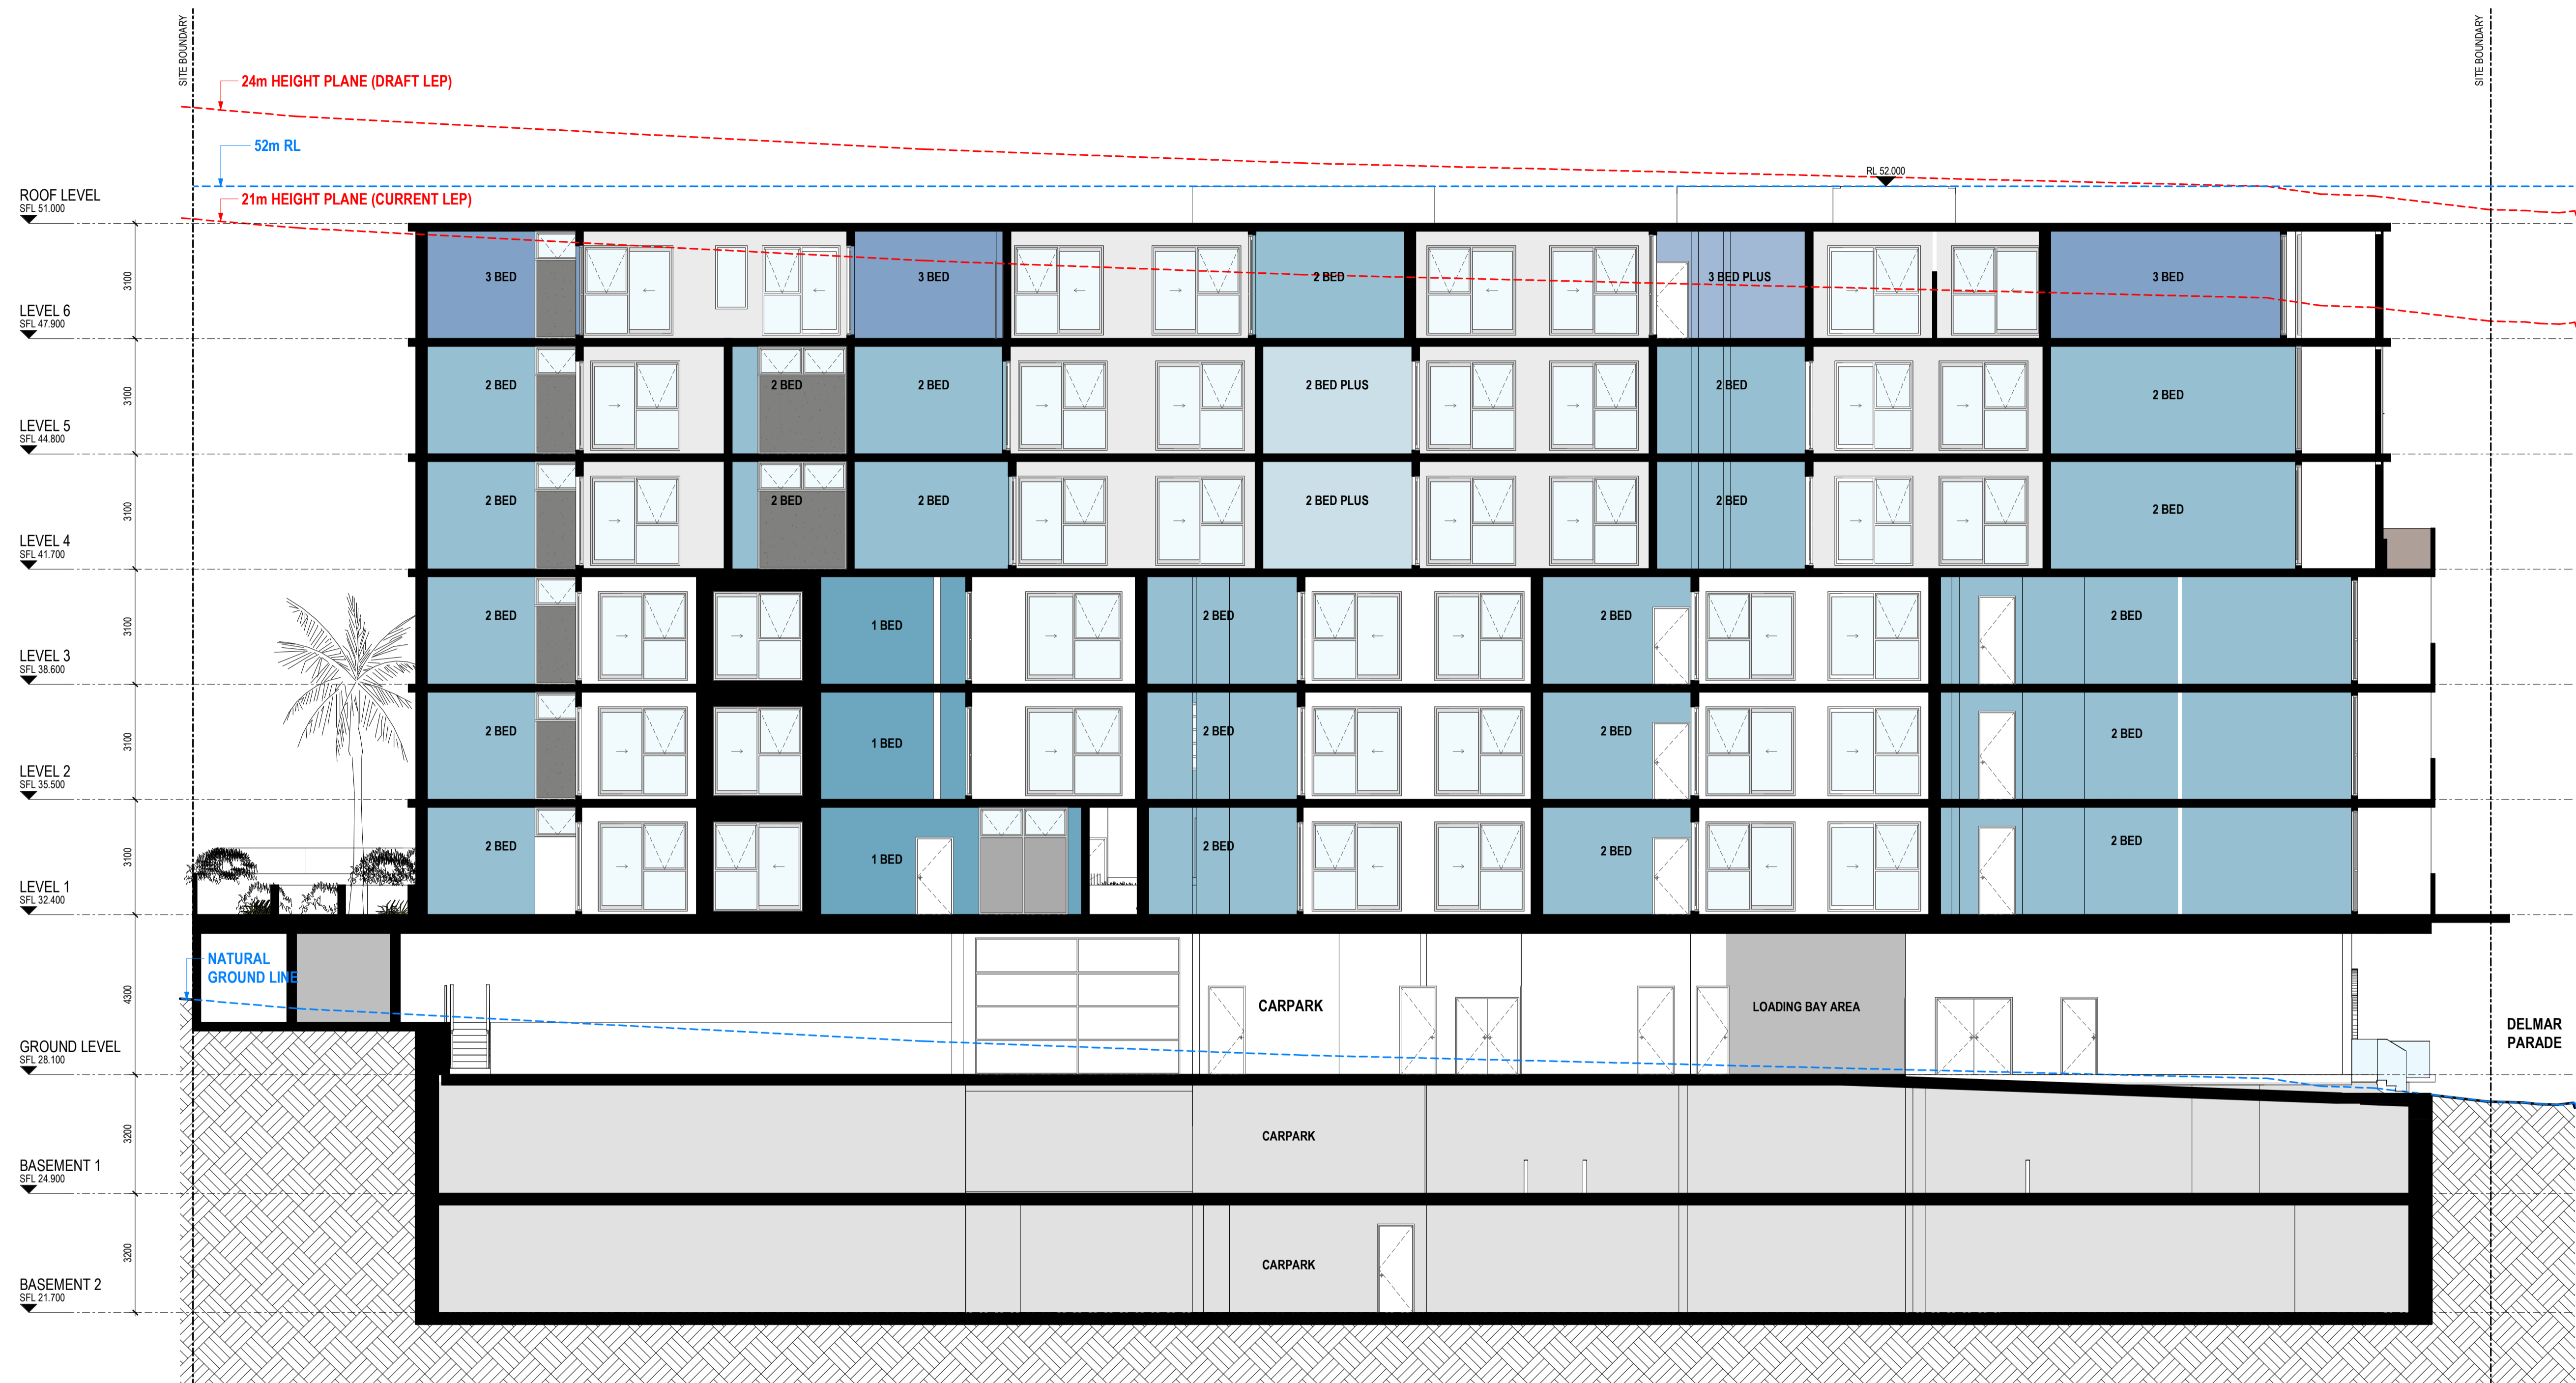 SITE BOUNDARY
SITE BOUNDARY
24m HEIGHT PLANE (DRAFT LEP)
52m RL
RL 52.000
ROOF LEVEL
SFL 51.000
21m HEIGHT PLANE (CURRENT LEP)
3100
3 BED
3 BED
2 BED
3 BED PLUS
3 BED
LEVEL 6
SFL 47.900
3100
2 BED
2 BED
2 BED
2 BED PLUS
2 BED
2 BED
LEVEL 5
SFL 44.800
3100
2 BED
2 BED
2 BED
2 BED PLUS
2 BED
2 BED
LEVEL 4
SFL 41.700
3100
2 BED
1 BED
2 BED
2 BED
2 BED
LEVEL 3
SFL 38.600
3100
2 BED
1 BED
2 BED
2 BED
2 BED
LEVEL 2
SFL 35.500
3100
2 BED
1 BED
2 BED
2 BED
2 BED
LEVEL 1
SFL 32.400
NATURAL
GROUND LINE
4300
CARPARK
LOADING BAY AREA
DELMAR
PARADE
GROUND LEVEL
SFL 28.100
3200
CARPARK
BASEMENT 1
SFL 24.900
3200
CARPARK
BASEMENT 2
SFL 21.700